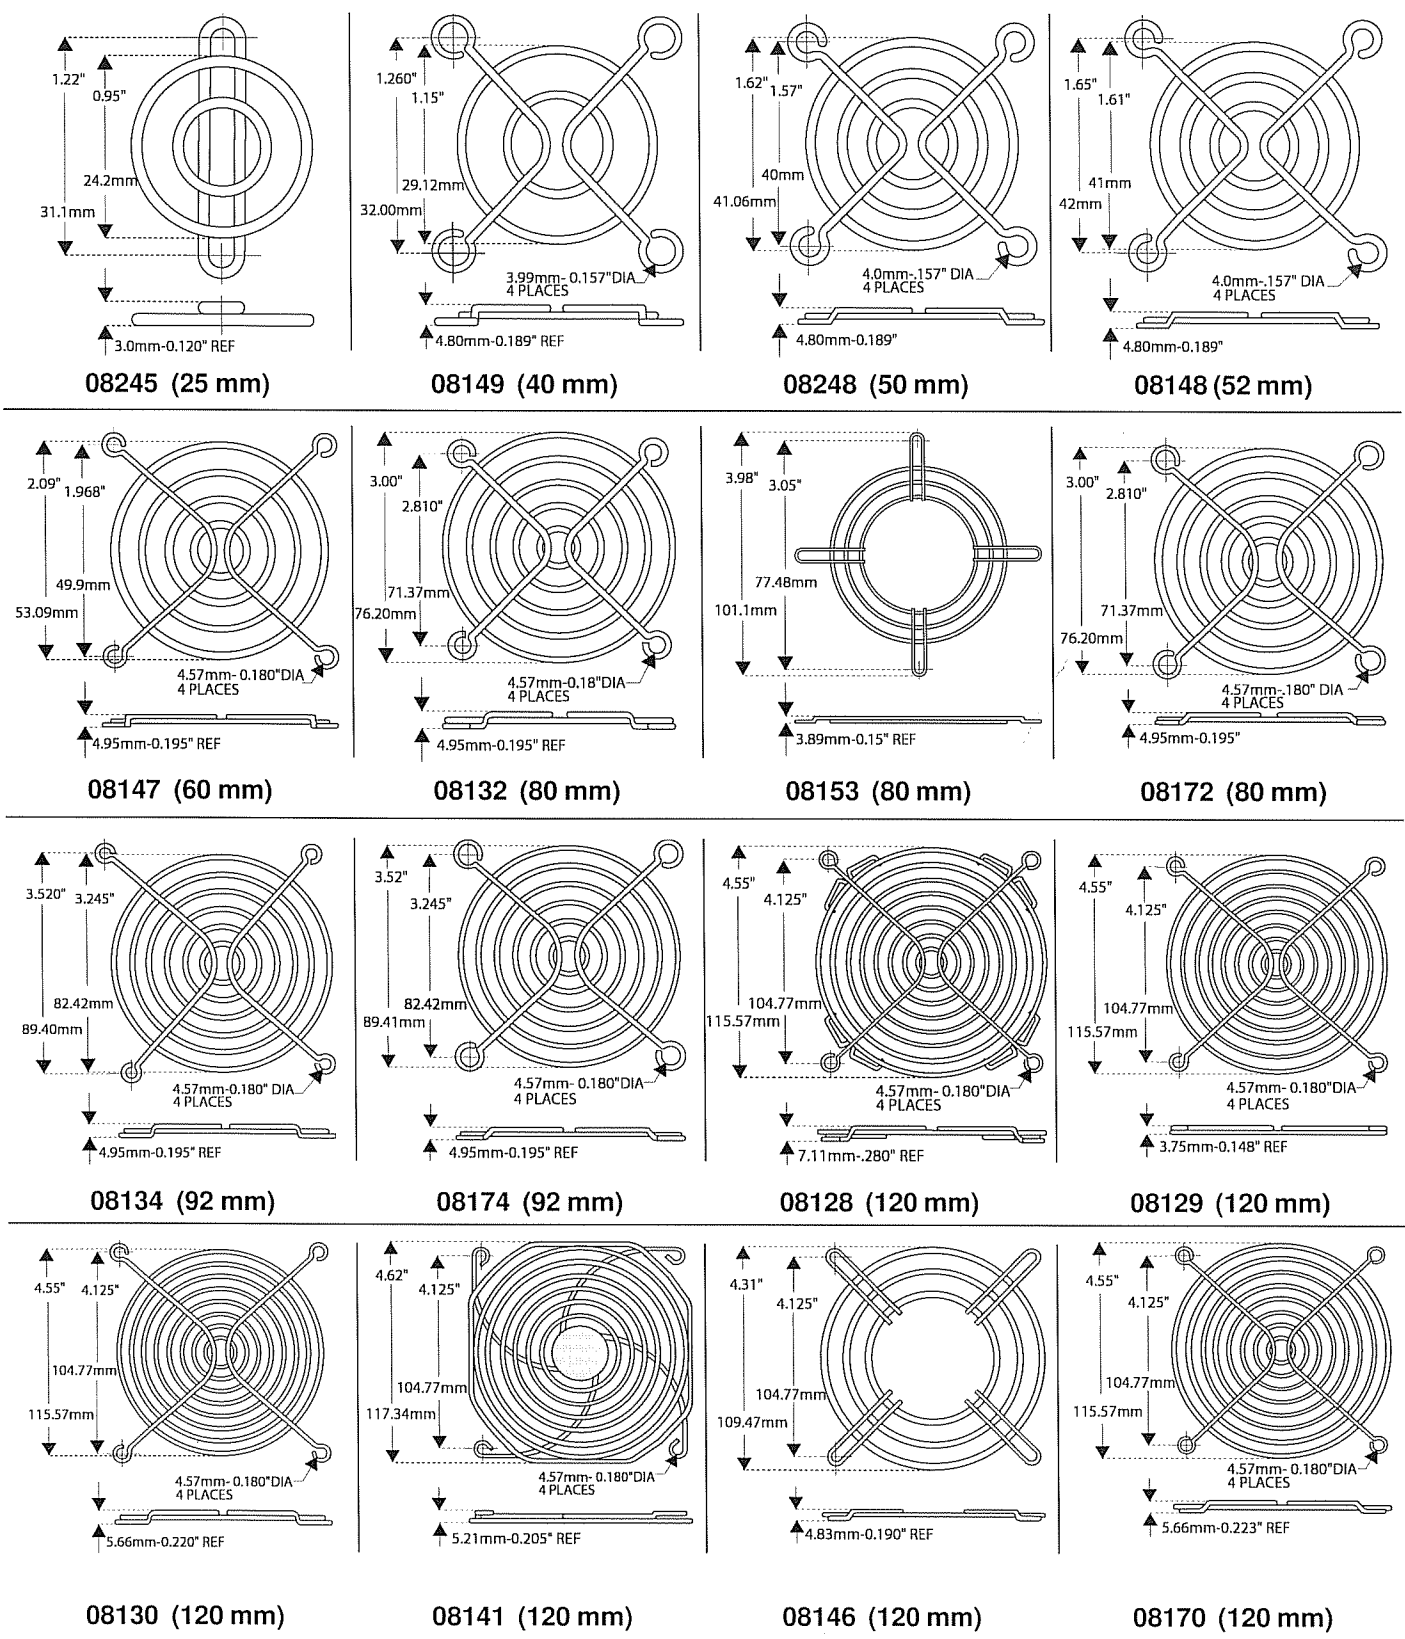 1.22"
0.95"
24.2mm
31.1mm
3.0mm-0.120" REF
08245 (25 mm)
1.260"
1.15"
29.12mm
32.00mm
3.99mm- 0.157"DIA
4 PLACES
4.80mm-0.189" REF
08149 (40 mm)
1.62"
1.57"
40mm
41.06mm
4.0mm-.157" DIA
4 PLACES
4.80mm-0.189"
08248 (50 mm)
1.65"
1.61"
41mm
42mm
4.0mm-.157" DIA
4 PLACES
4.80mm-0.189"
08148 (52 mm)
2.09"
1.968"
49.9mm
53.09mm
4.57mm- 0.180"DIA
4 PLACES
4.95mm-0.195" REF
08147 (60 mm)
3.00"
2.810"
71.37mm
76.20mm
4.57mm-0.18"DIA
4 PLACES
4.95mm-0.195" REF
08132 (80 mm)
3.98"
3.05"
77.48mm
101.1mm
3.89mm-0.15" REF
08153 (80 mm)
3.00"
2.810"
71.37mm
76.20mm
4.57mm-.180" DIA
4 PLACES
4.95mm-0.195"
08172 (80 mm)
3.520"
3.245"
82.42mm
89.40mm
4.57mm-0.180" DIA
4 PLACES
4.95mm-0.195" REF
08134 (92 mm)
3.52"
3.245"
82.42mm
89.41mm
4.57mm- 0.180"DIA
4 PLACES
4.95mm-0.195" REF
08174 (92 mm)
4.55"
4.125"
104.77mm
115.57mm
4.57mm- 0.180"DIA
4 PLACES
7.11mm-.280" REF
08128 (120 mm)
4.55"
4.125"
104.77mm
115.57mm
4.57mm- 0.180"DIA
4 PLACES
3.75mm-0.148" REF
08129 (120 mm)
4.55"
4.125"
104.77mm
115.57mm
4.57mm- 0.180"DIA
4 PLACES
5.66mm-0.220" REF
08130 (120 mm)
4.62"
4.125"
104.77mm
117.34mm
4.57mm- 0.180"DIA
4 PLACES
5.21mm-0.205" REF
08141 (120 mm)
4.31"
4.125"
104.77mm
109.47mm
4.83mm-0.190" REF
08146 (120 mm)
4.55"
4.125"
104.77mm
115.57mm
4.57mm- 0.180"DIA
4 PLACES
5.66mm-0.223" REF
08170 (120 mm)